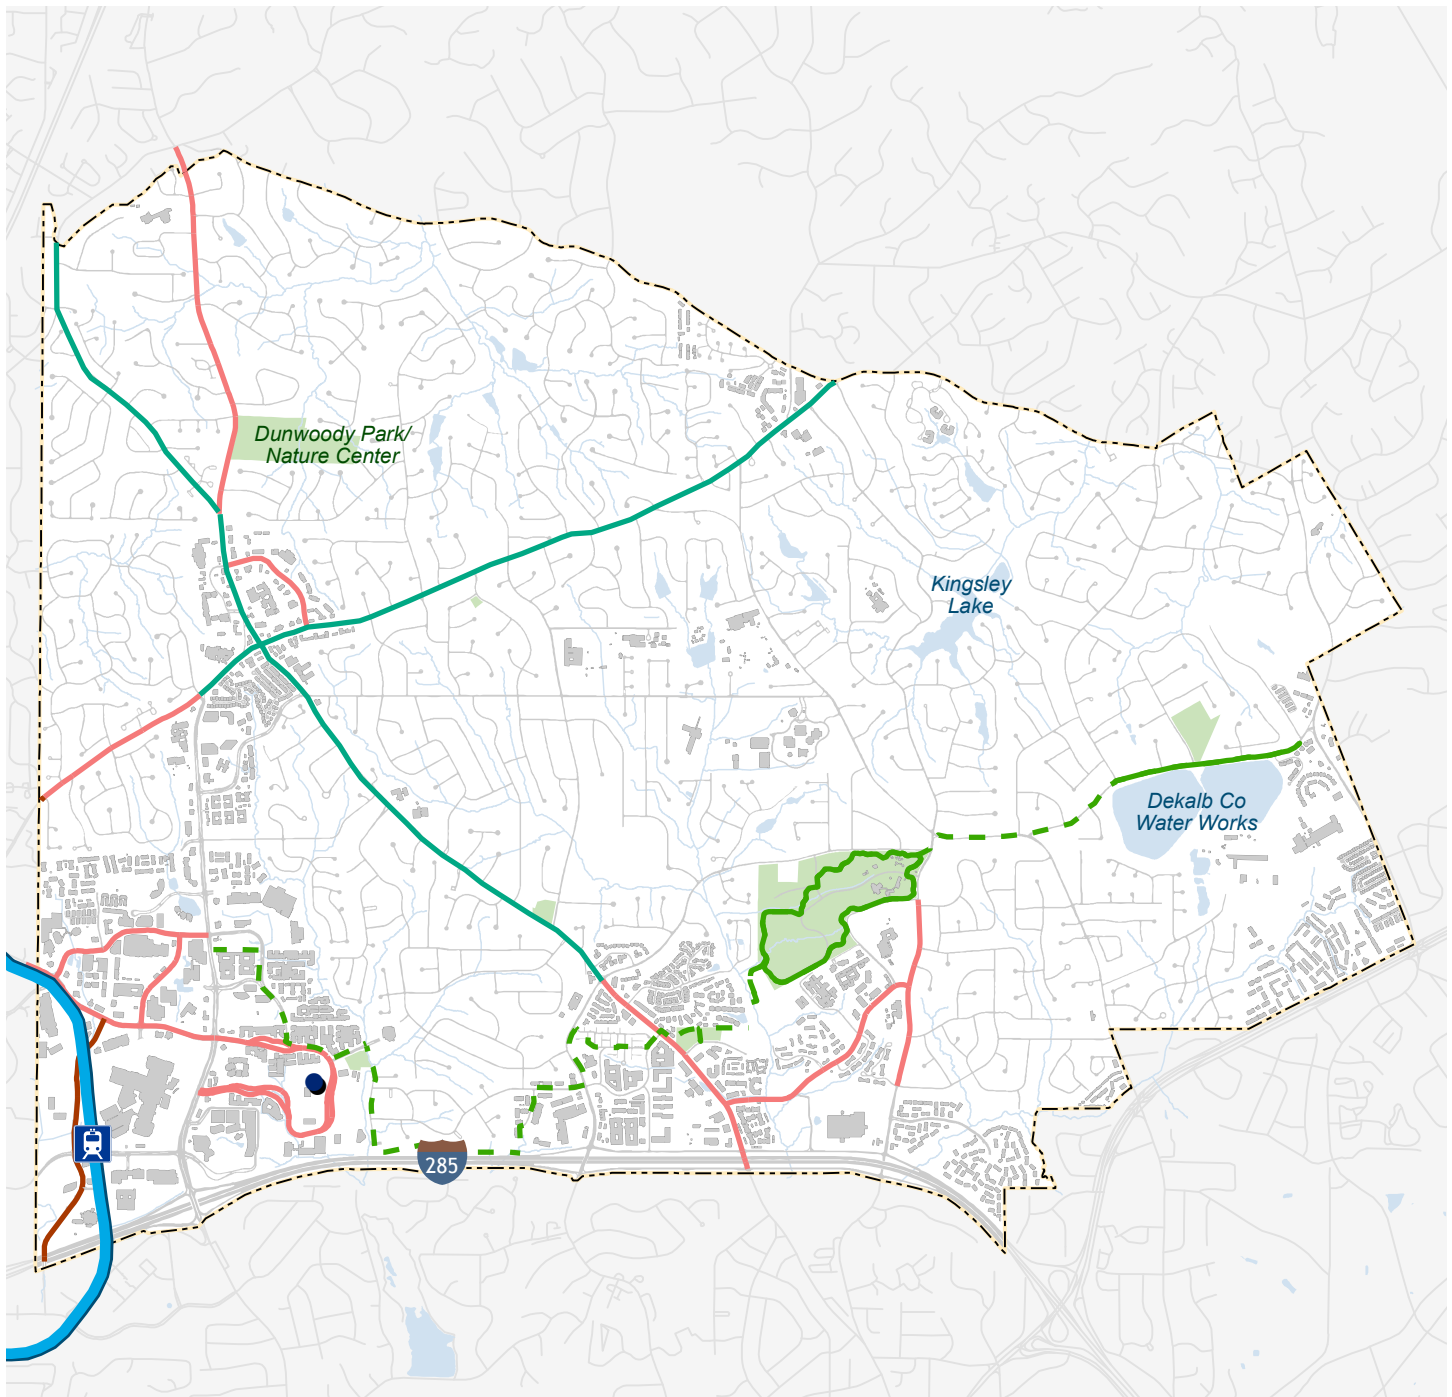 Dunwoody Park/
Nature Center
Kingsley
Lake
Dekalb Co
Water Works
285